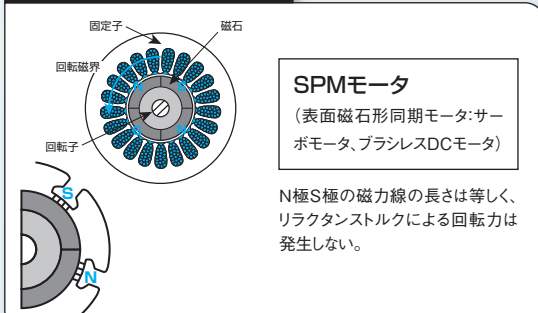 固定子
磁石
回転磁界
N
S
S
N
回転子
SPMモータ
(表面磁石形同期モータ:サー
ボモータ、ブラシレスDCモータ)
N極S極の磁力線の長さは等しく、
リラクタンストルクによる回転力は
発生しない。
S
N